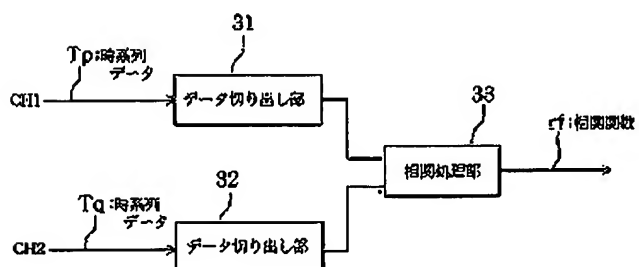 31
Tp:時系列
データ
CH1
データ切り出し部
33
rf:相関関数
相関処理部
32
Tq:時系列
データ
CH2
データ切り出し部